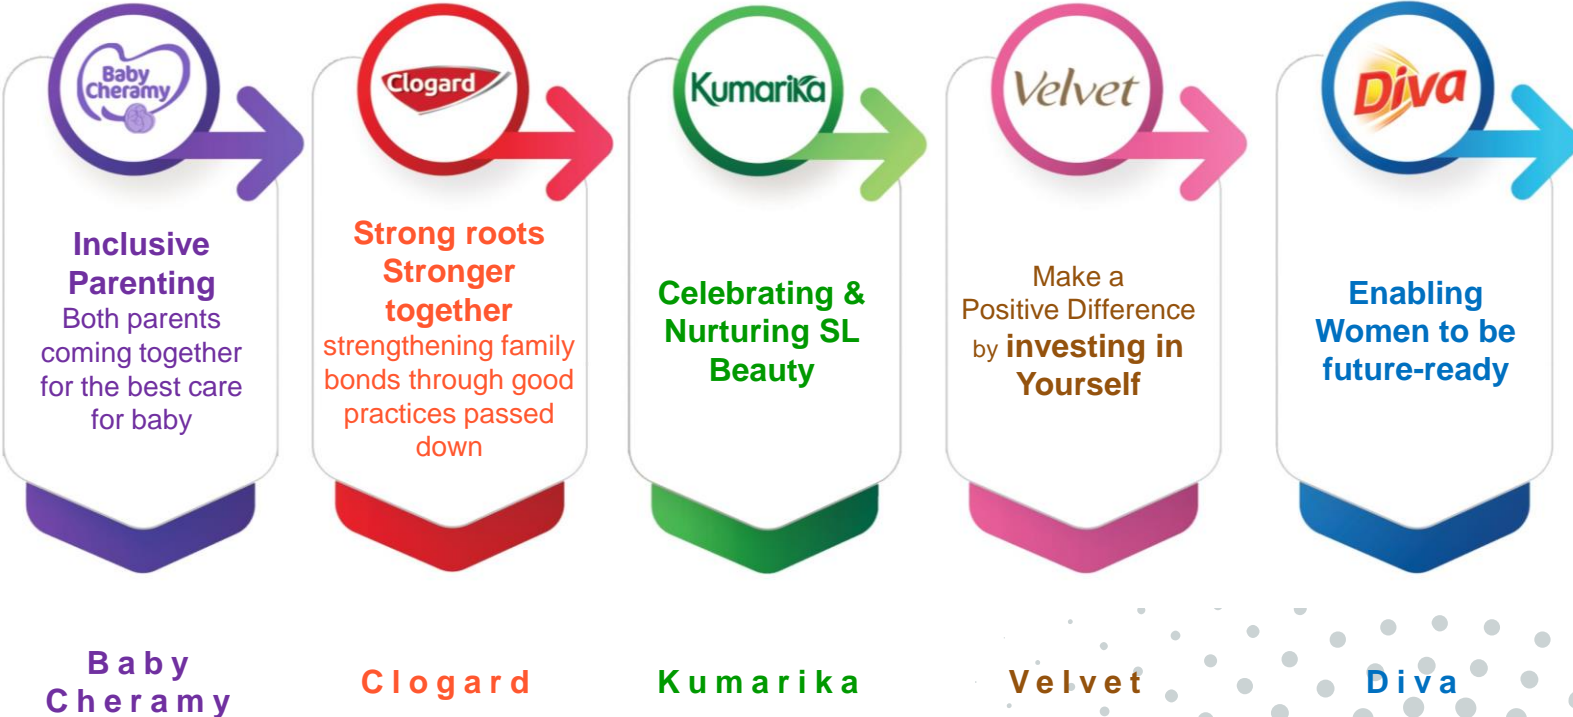 Baby
Cheramy
Inclusive
Parenting
Both parents
coming together
for the best care
for baby
Baby
Cheramy
Clogard
Strong roots
Stronger
together
strengthening family
bonds through good
practices passed
down
Clogard
Kumarika
Celebrating &
Nurturing SL
Beauty
Kumarika
Velvet
Make a
Positive Difference
by investing in
Yourself
Velvet
Diva
Enabling
Women to be
future-ready
Diva